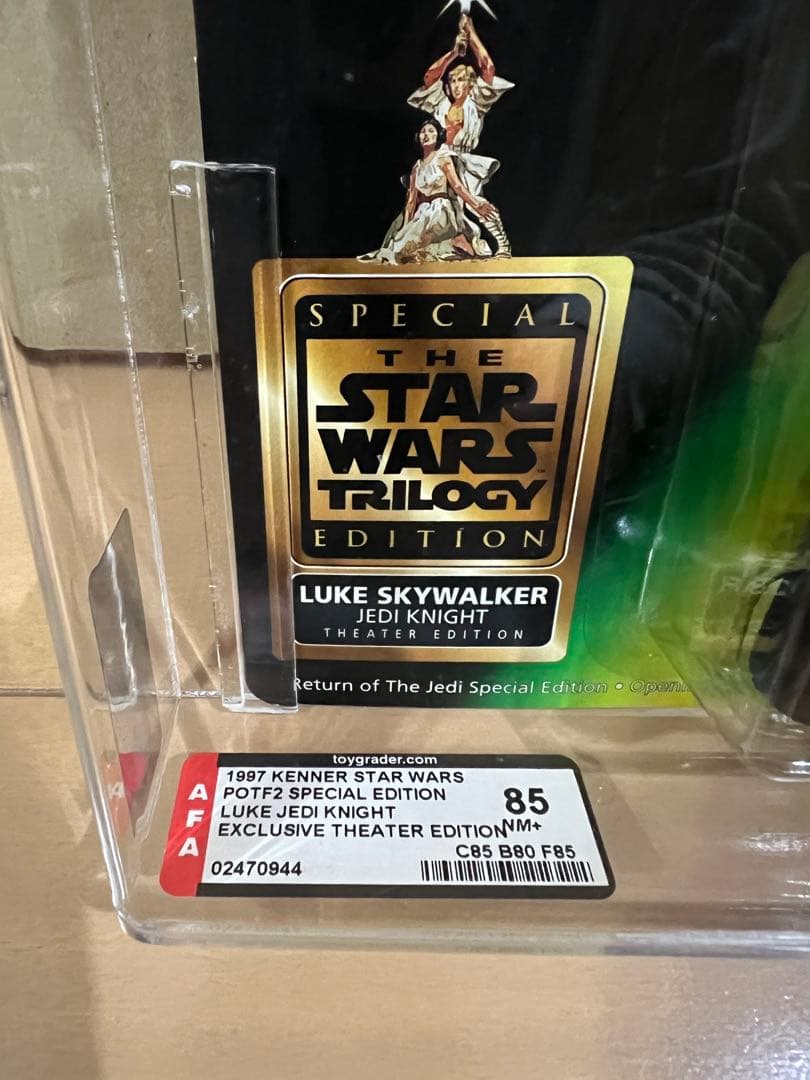 SPECIAL
THE
STAR
WARS
TRILOGY
EDITION
LUKE SKYWALKER
JEDI KNIGHT
THEATER EDITION
Return of The Jedi Special Edition •
toygrader.com
AFA
1997 KENNER STAR WARS
POTF2 SPECIAL EDITION
LUKE JEDI KNIGHT
EXCLUSIVE THEATER EDITION
85
NM+
C85 B80 F85
02470944